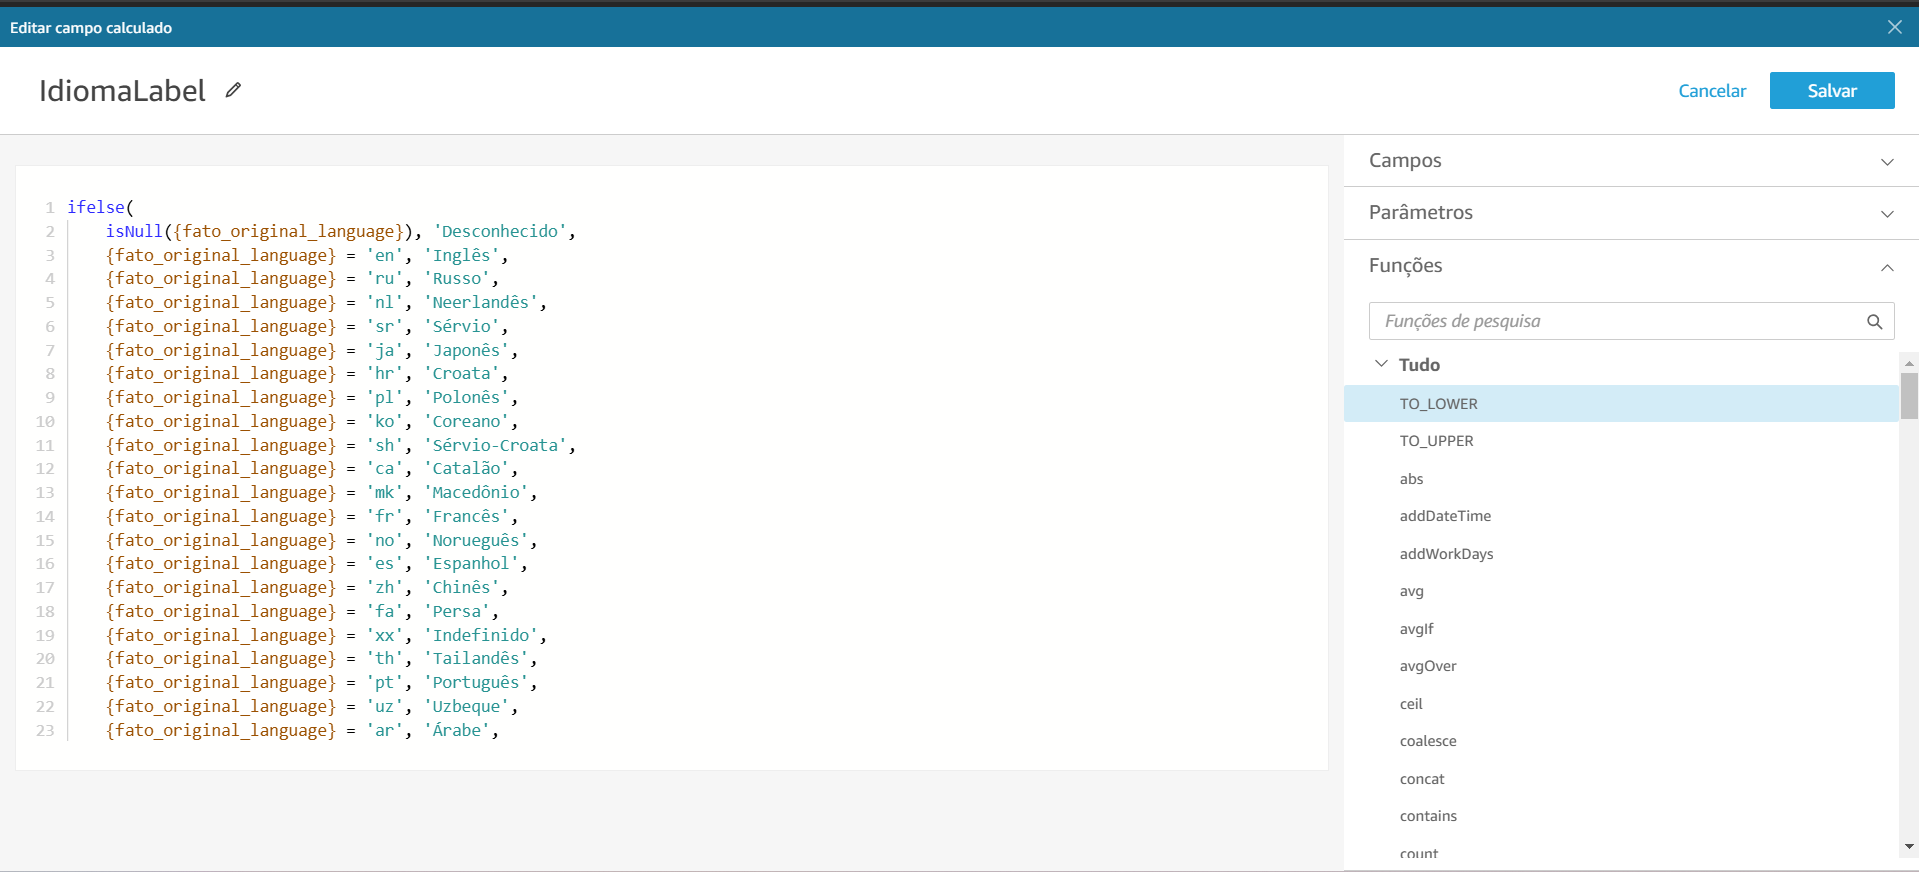 Editar campo calculado
IdiomaLabel
Cancelar
Salvar
1 ifelse(
2 isNull({fato_original_language}), 'Desconhecido',
3 {fato_original_language} = 'en', 'Inglês',
4 {fato_original_language} = 'ru', 'Russo',
5 {fato_original_language} = 'nl', 'Neerlandês',
6 {fato_original_language} = 'sr', 'Sérvio',
7 {fato_original_language} = 'ja', 'Japonês',
8 {fato_original_language} = 'hr', 'Croata',
9 {fato_original_language} = 'pl', 'Polonês',
10 {fato_original_language} = 'ko', 'Coreano',
11 {fato_original_language} = 'sh', 'Sérvio-Croata',
12 {fato_original_language} = 'ca', 'Catalão',
13 {fato_original_language} = 'mk', 'Macedônio',
14 {fato_original_language} = 'fr', 'Francês',
15 {fato_original_language} = 'no', 'Norueguês',
16 {fato_original_language} = 'es', 'Espanhol',
17 {fato_original_language} = 'zh', 'Chinês',
18 {fato_original_language} = 'fa', 'Persa',
19 {fato_original_language} = 'xx', 'Indefinido',
20 {fato_original_language} = 'th', 'Tailandês',
21 {fato_original_language} = 'pt', 'Português',
22 {fato_original_language} = 'uz', 'Uzbeque',
23 {fato_original_language} = 'ar', 'Árabe',
Campos
Parâmetros
Funções
Funções de pesquisa
Tudo
TO_LOWER
TO_UPPER
abs
addDateTime
addWorkDays
avg
avgIf
avgOver
ceil
coalesce
concat
contains
count